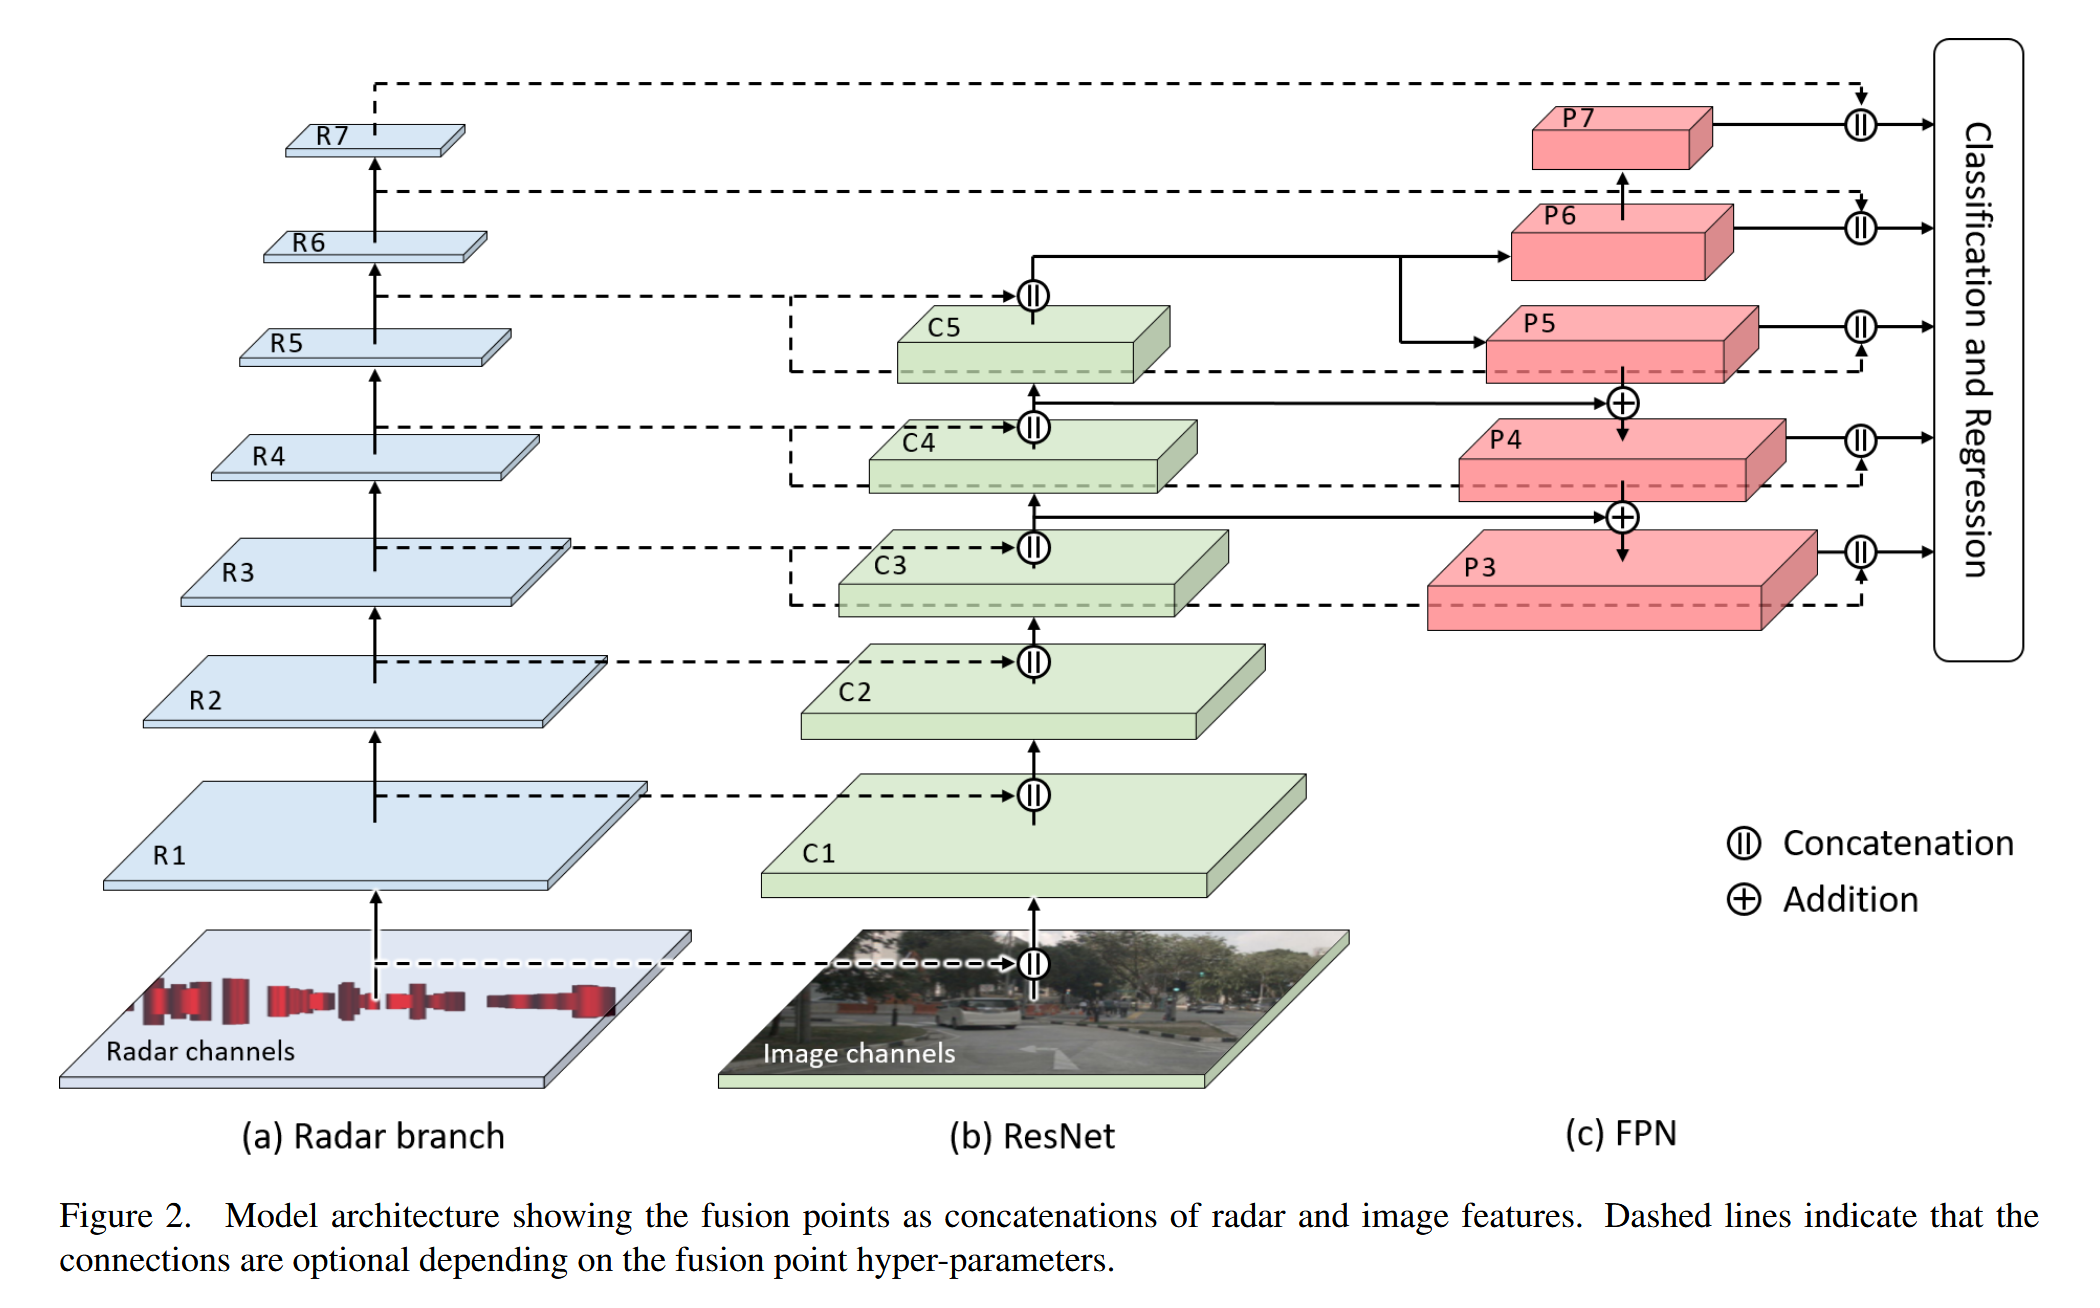 R7
R6
R5
R4
R3
R2
R1
Radar channels
(a) Radar branch
C5
C4
C3
C2
C1
Image channels
(b) ResNet
P7
P6
P5
P4
P3
(c) FPN
Classification and Regression
Concatenation
Addition
Figure 2. Model architecture showing the fusion points as concatenations of radar and image features. Dashed lines indicate that the
connections are optional depending on the fusion point hyper-parameters.